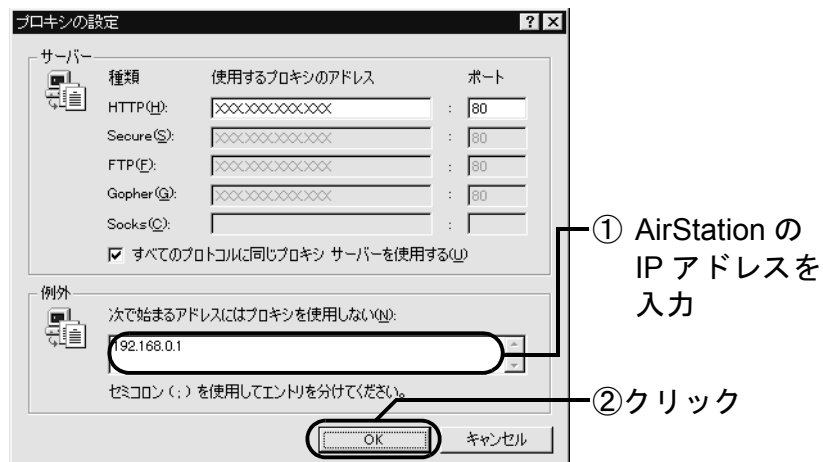 プロキシの設定
サーバー
種類 使用するプロキシのアドレス ポート
HTTP(H): XXX.XXX.XXX.XXX : 80
Secure(S): XXX.XXX.XXX.XXX : 80
FTP(F): XXX.XXX.XXX.XXX : 80
Gopher(G): XXX.XXX.XXX.XXX : 80
Socks(C): :
すべてのプロトコルに同じプロキシ サーバーを使用する(U)
① AirStation の
IP アドレスを
入力
例外
次で始まるアドレスにはプロキシを使用しない(N):
192.168.0.1
セミコロン ( ; ) を使用してエントリを分けてください。
②クリック
OK キャンセル